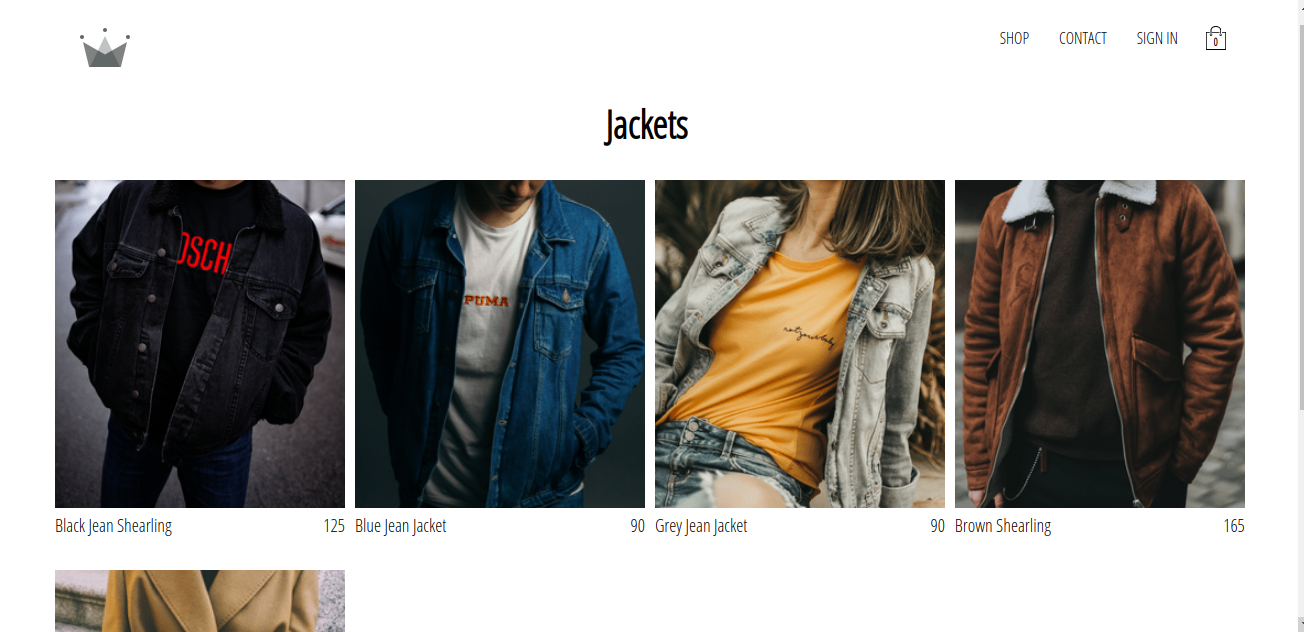 SHOP CONTACT SIGN IN 0
Jackets
OSCH
PUMA
notyourbaby
Black Jean Shearling 125 Blue Jean Jacket 90 Grey Jean Jacket 90 Brown Shearling 165